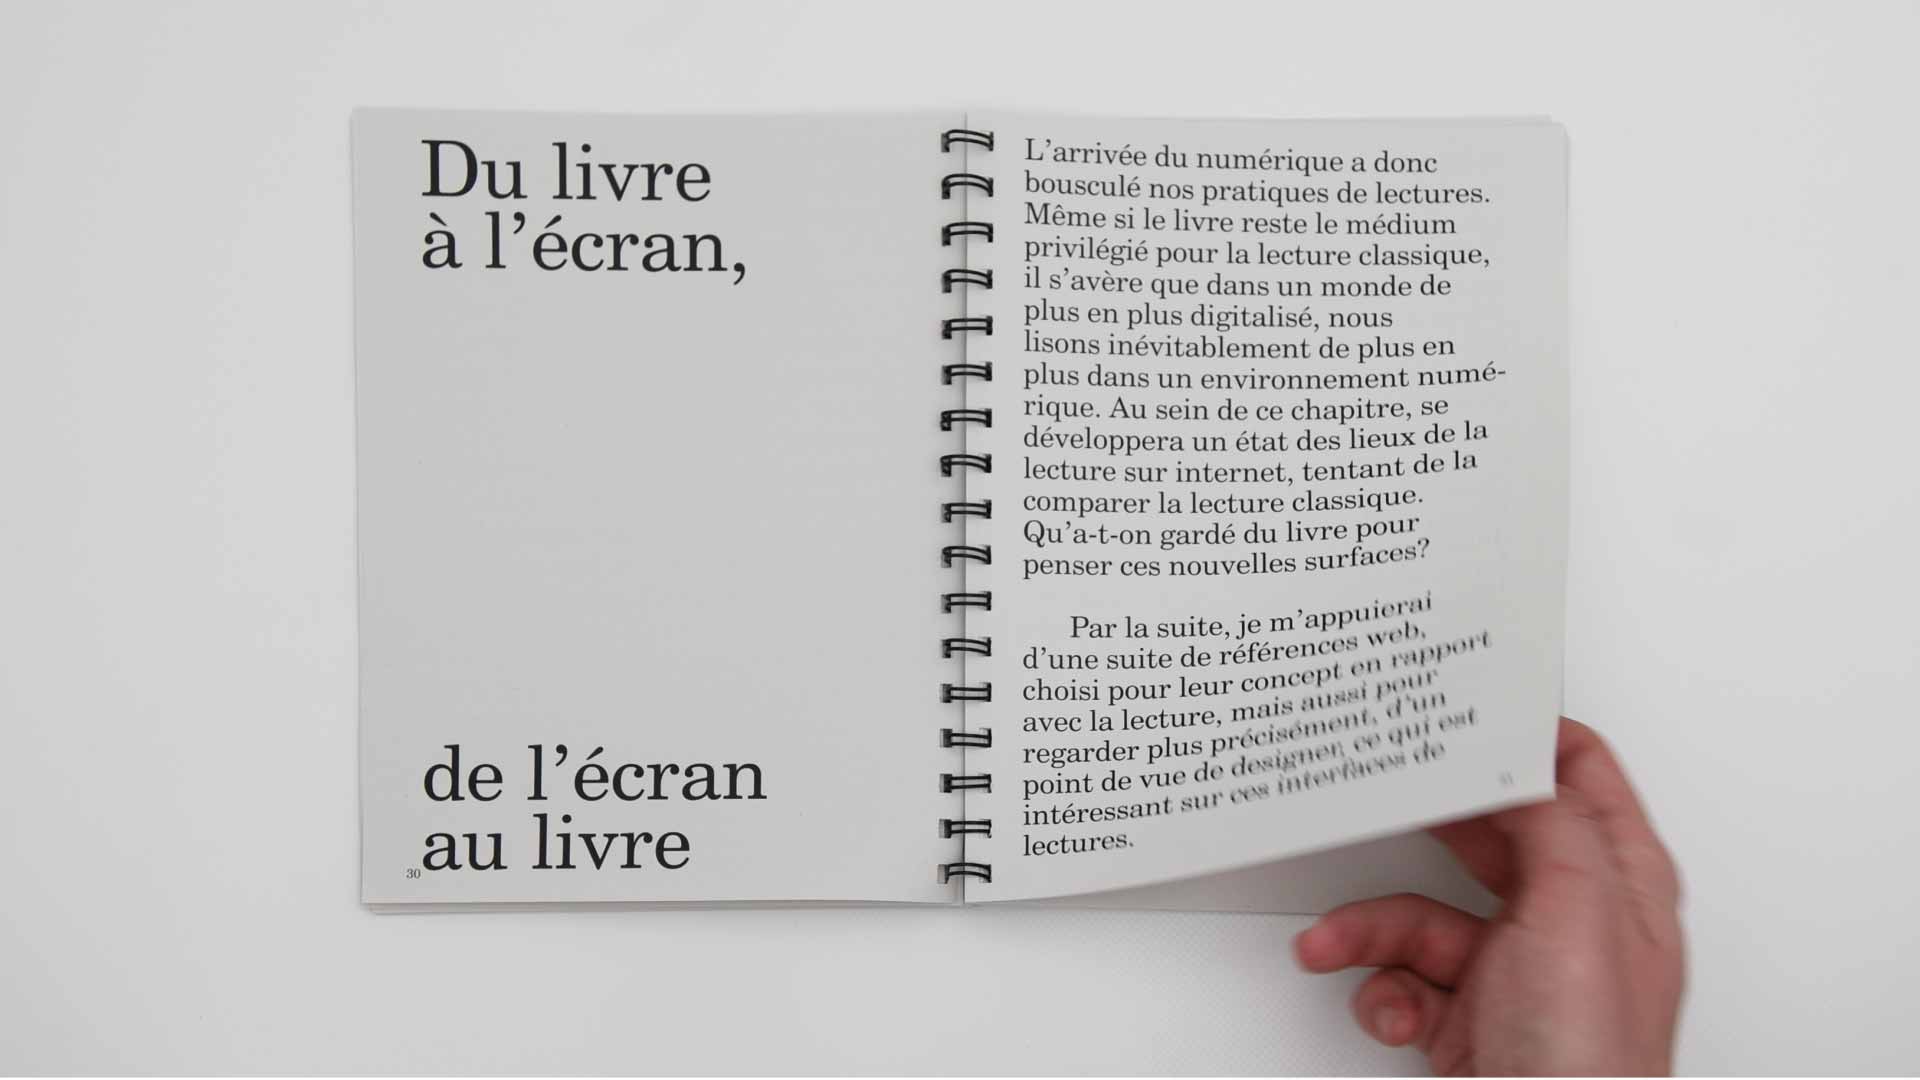 Du livre
à l’écran,
de l’écran
au livre
30
L’arrivée du numérique a donc
bousculé nos pratiques de lectures.
Même si le livre reste le médium
privilégié pour la lecture classique,
il s’avère que dans un monde de
plus en plus digitalisé, nous
lisons inévitablement de plus en
plus dans un environnement numé-
rique. Au sein de ce chapitre, se
développera un état des lieux de la
lecture sur internet, tentant de la
comparer la lecture classique.
Qu’a-t-on gardé du livre pour
penser ces nouvelles surfaces?
Par la suite, je m’appuierai
d’une suite de références web,
choisi pour leur concept en rapport
avec la lecture, mais aussi pour
regarder plus précisément, d’un
point de vue de designer, ce qui est
intéressant sur ces interfaces de
lectures.